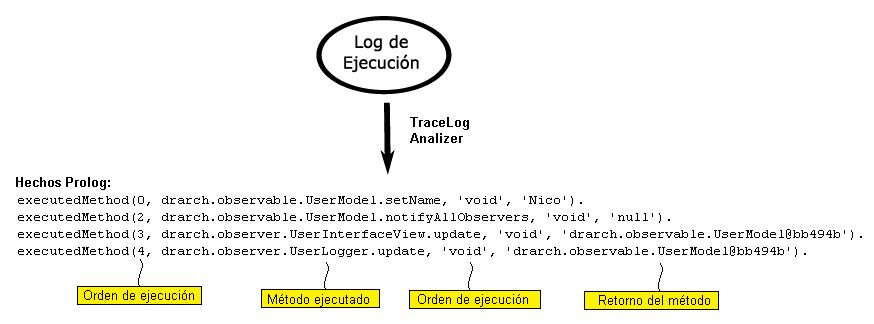 Log de
Ejecución
TraceLog
Analizer
Hechos Prolog:
executedMethod(0, drarch.observable.UserModel.setName, 'void', 'Nico').
executedMethod(2, drarch.observable.UserModel.notifyAllObservers, 'void', 'null').
executedMethod(3, drarch.observer.UserInterfaceView.update, 'void', 'drarch.observable.UserModel@bb494b').
executedMethod(4, drarch.observer.UserLogger.update, 'void', 'drarch.observable.UserModel@bb494b').
Orden de ejecución
Método ejecutado
Orden de ejecución
Retorno del método